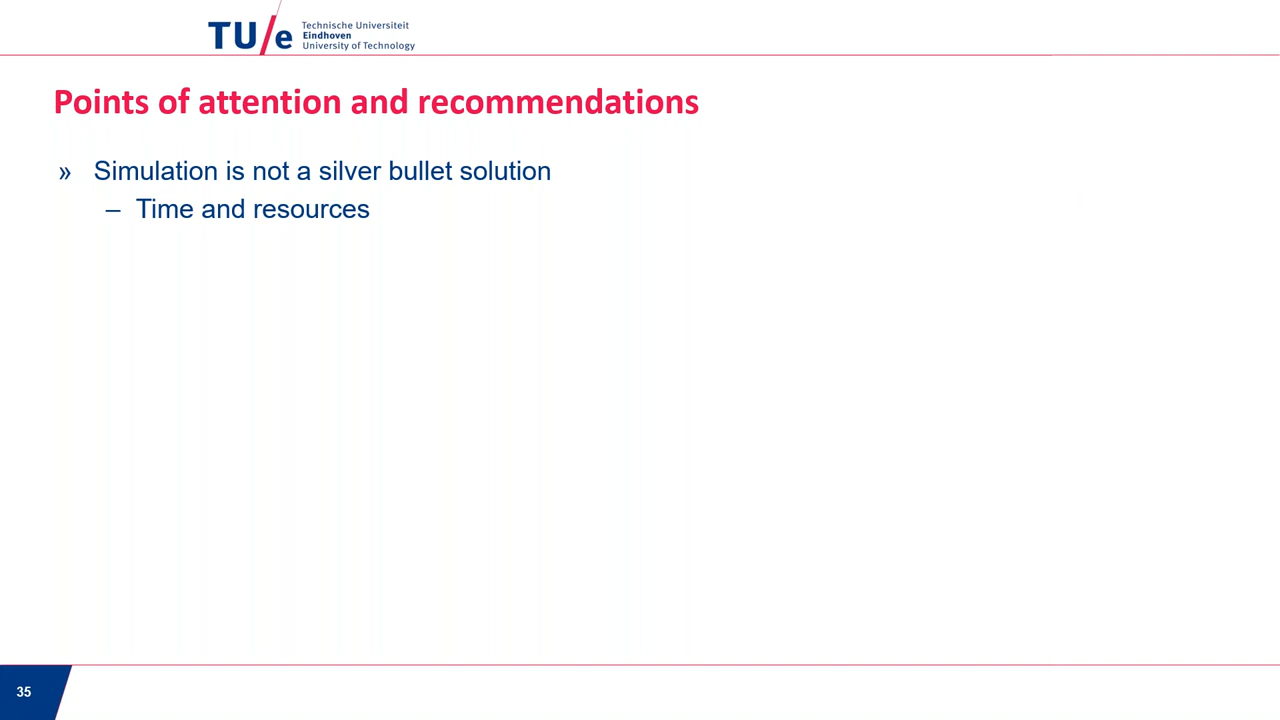 TU/e
Technische Universiteit
Eindhoven
University of Technology
Points of attention and recommendations
» Simulation is not a silver bullet solution
– Time and resources
35